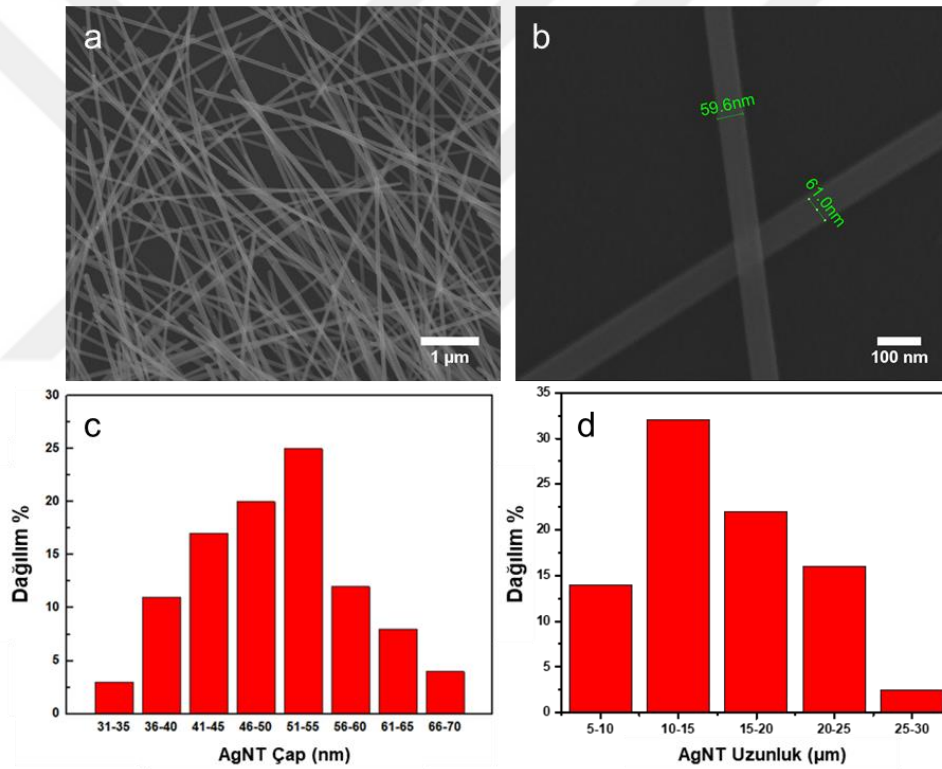 a
1 µm
b
59.6nm
61.0nm
100 nm
c
Dağılım %
30
25
20
15
10
5
0
31-35 36-40 41-45 46-50 51-55 56-60 61-65 66-70
AgNT Çap (nm)
d
Dağılım %
35
30
25
20
15
10
5
0
5-10 10-15 15-20 20-25 25-30
AgNT Uzunluk (µm)